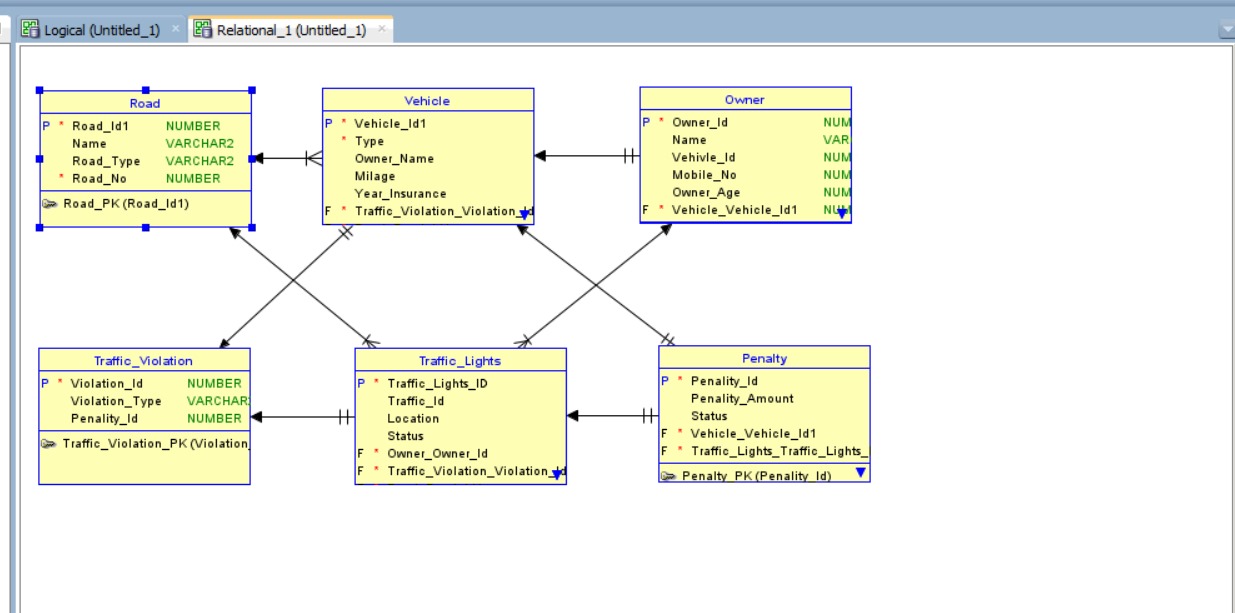 Logical (Untitled_1)
Relational_1 (Untitled_1)
Road
P * Road_Id1 NUMBER
Name VARCHAR2
Road_Type VARCHAR2
* Road_No NUMBER
Road_PK (Road_Id1)
Vehicle
P * Vehicle_Id1
* Type
Owner_Name
Milage
Year_Insurance
F * Traffic_Violation_Violation_Id
Owner
P * Owner_Id NUM
Name VAR
Vehivle_Id NUM
Mobile_No NUM
Owner_Age NUM
F * Vehicle_Vehicle_Id1 NUM
Traffic_Violation
P * Violation_Id NUMBER
Violation_Type VARCHAR
Penality_Id NUMBER
Traffic_Violation_PK (Violation_
Traffic_Lights
P * Traffic_Lights_ID
Traffic_Id
Location
Status
F * Owner_Owner_Id
F * Traffic_Violation_Violation_Id
Penalty
P * Penality_Id
Penality_Amount
Status
F * Vehicle_Vehicle_Id1
F * Traffic_Lights_Traffic_Lights_
Penalty_PK (Penality_Id)